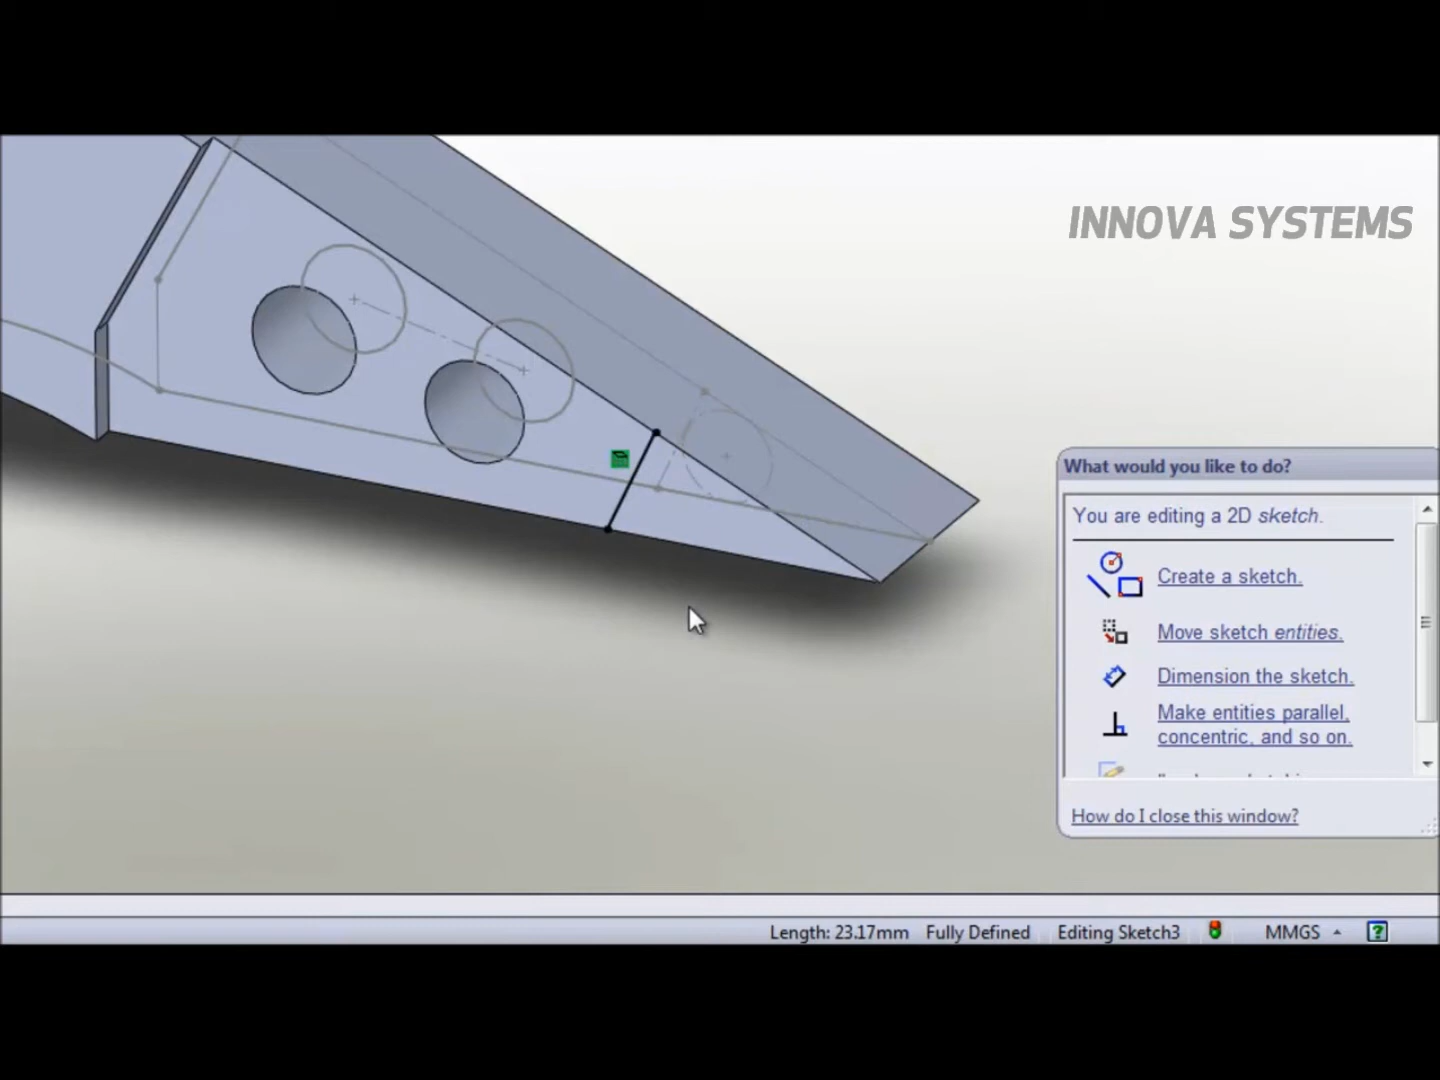 INNOVA SYSTEMS
What would you like to do?
You are editing a 2D sketch.
Create a sketch.
Move sketch entities.
Dimension the sketch.
Make entities parallel,
concentric, and so on.
How do I close this window?
Length: 23.17mm Fully Defined Editing Sketch3 MMGS